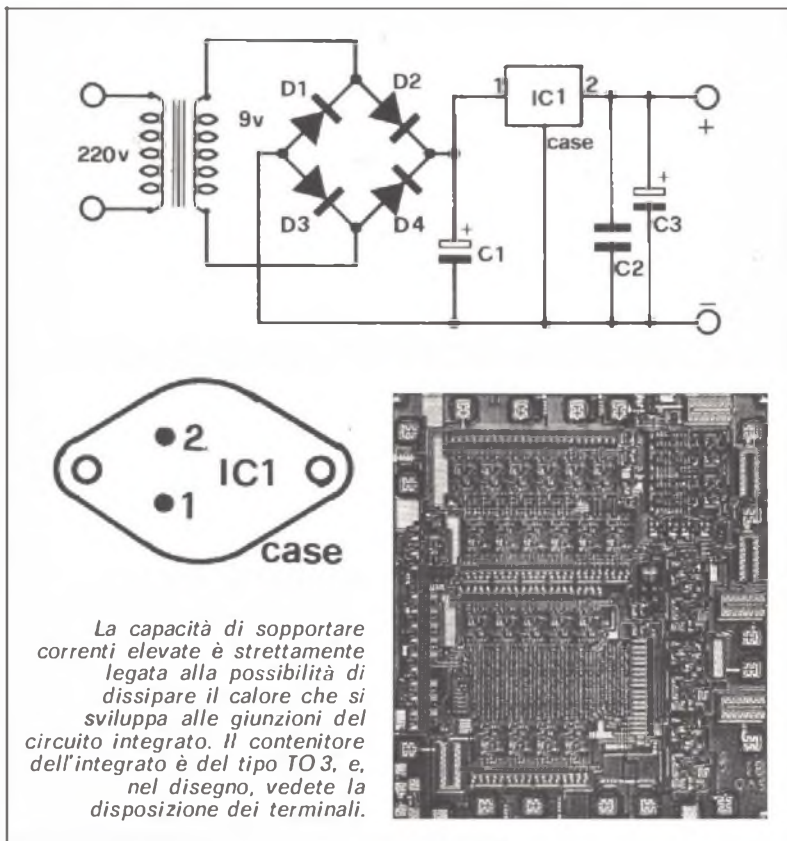 D1
D2
1
IC1
2
9v
+
220v
case
+
+
D3
D4
C1
C2
C3
–
2
IC1
1
case
La capacità di sopportare
correnti elevate è strettamente
legata alla possibilità di
dissipare il calore che si
sviluppa alle giunzioni del
circuito integrato. Il contenitore
dell'integrato è del tipo TO 3, e,
nel disegno, vedete la
disposizione dei terminali.